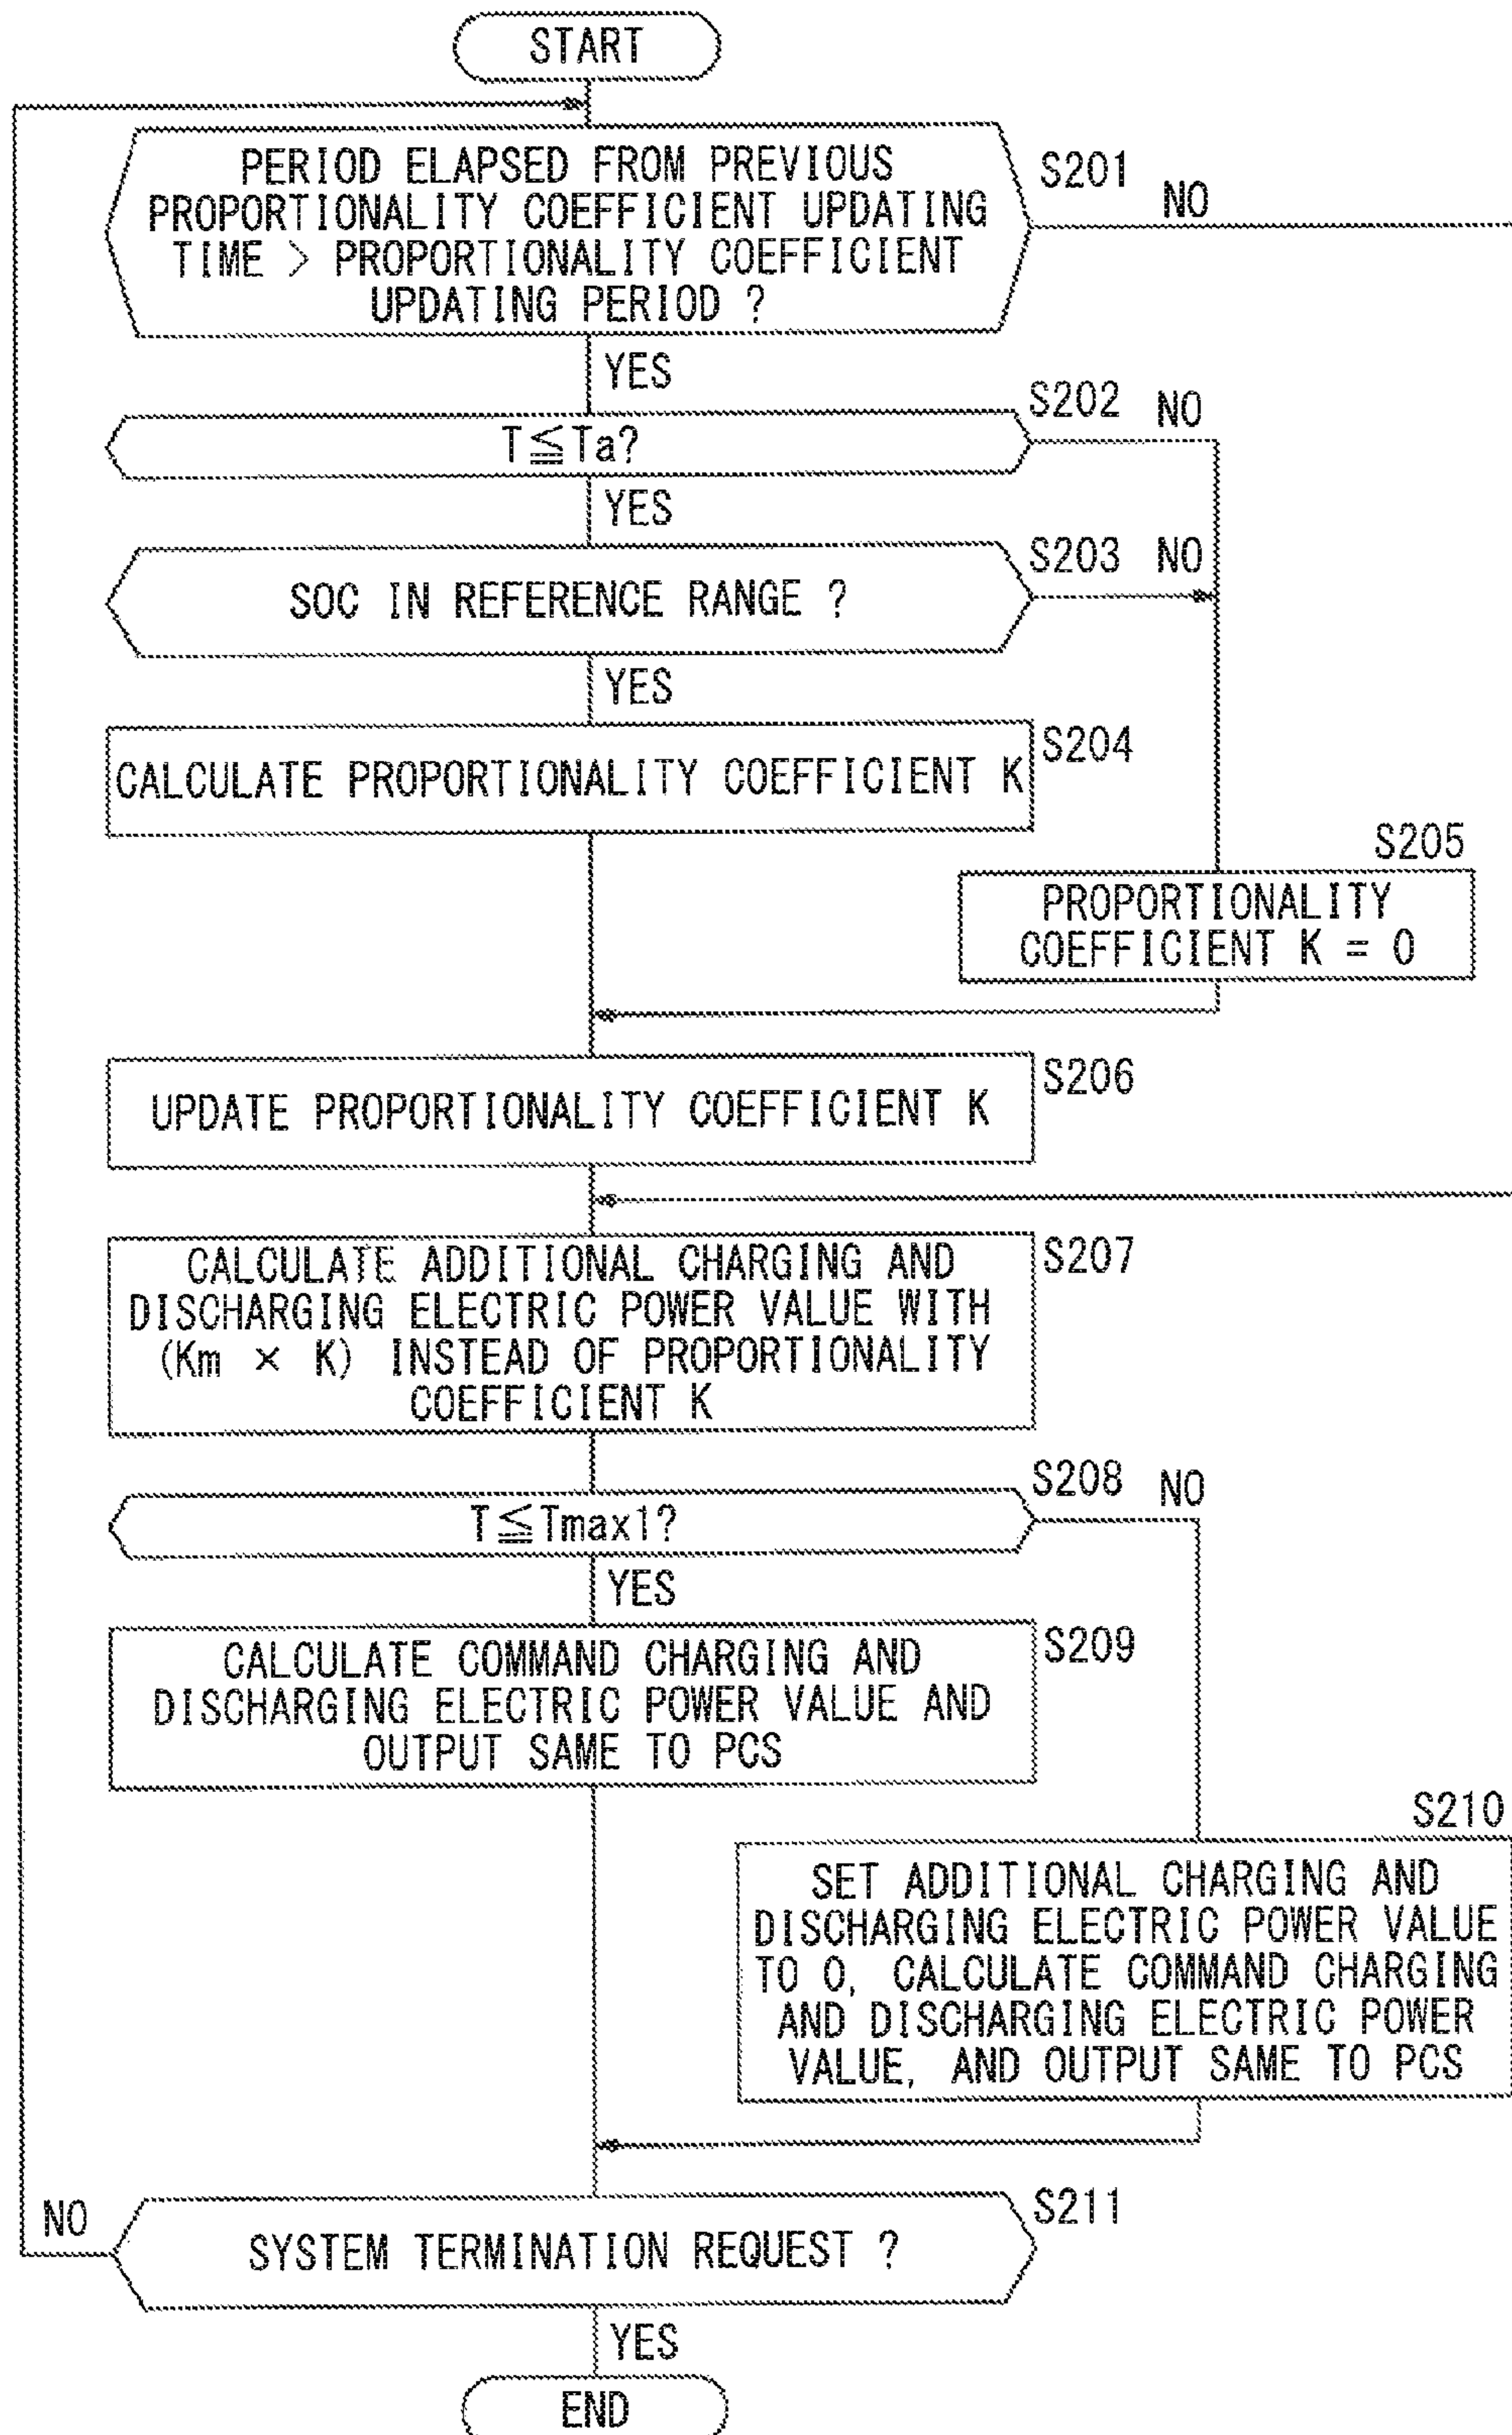 START
PERIOD ELAPSED FROM PREVIOUS
PROPORTIONALITY COEFFICIENT UPDATING
TIME > PROPORTIONALITY COEFFICIENT
UPDATING PERIOD ?
S201
NO
YES
T≦Ta?
S202
NO
YES
SOC IN REFERENCE RANGE ?
S203
NO
YES
CALCULATE PROPORTIONALITY COEFFICIENT K
S204
S205
PROPORTIONALITY
COEFFICIENT K = 0
UPDATE PROPORTIONALITY COEFFICIENT K
S206
CALCULATE ADDITIONAL CHARGING AND
DISCHARGING ELECTRIC POWER VALUE WITH
(Km × K) INSTEAD OF PROPORTIONALITY
COEFFICIENT K
S207
T≦Tmax1?
S208
NO
YES
CALCULATE COMMAND CHARGING AND
DISCHARGING ELECTRIC POWER VALUE AND
OUTPUT SAME TO PCS
S209
S210
SET ADDITIONAL CHARGING AND
DISCHARGING ELECTRIC POWER VALUE
TO 0, CALCULATE COMMAND CHARGING
AND DISCHARGING ELECTRIC POWER
VALUE, AND OUTPUT SAME TO PCS
NO
SYSTEM TERMINATION REQUEST ?
S211
YES
END